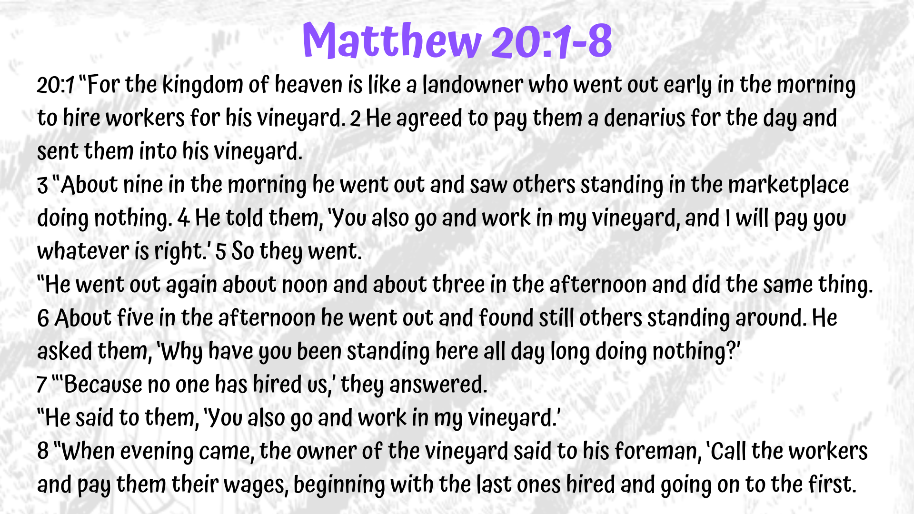 Matthew 20:1-8
20:1 “For the kingdom of heaven is like a landowner who went out early in the morning
to hire workers for his vineyard. 2 He agreed to pay them a denarius for the day and
sent them into his vineyard.
3 “About nine in the morning he went out and saw others standing in the marketplace
doing nothing. 4 He told them, ‘You also go and work in my vineyard, and I will pay you
whatever is right.’ 5 So they went.
“He went out again about noon and about three in the afternoon and did the same thing.
6 About five in the afternoon he went out and found still others standing around. He
asked them, ‘Why have you been standing here all day long doing nothing?’
7 “‘Because no one has hired us,’ they answered.
“He said to them, ‘You also go and work in my vineyard.’
8 “When evening came, the owner of the vineyard said to his foreman, ‘Call the workers
and pay them their wages, beginning with the last ones hired and going on to the first.